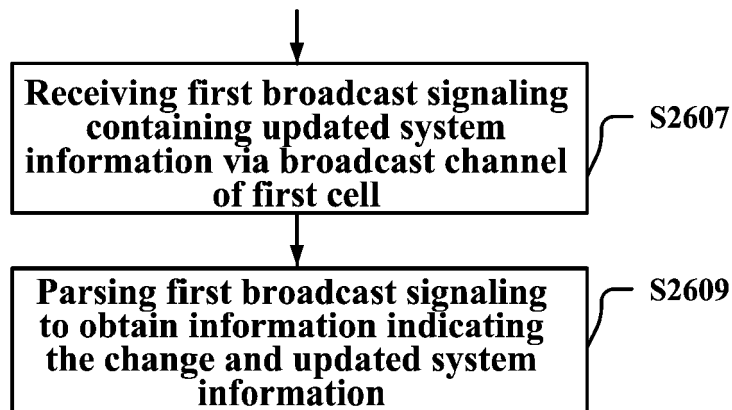 Receiving first broadcast signaling
containing updated system
information via broadcast channel
of first cell
S2607
Parsing first broadcast signaling
to obtain information indicating
the change and updated system
information
S2609